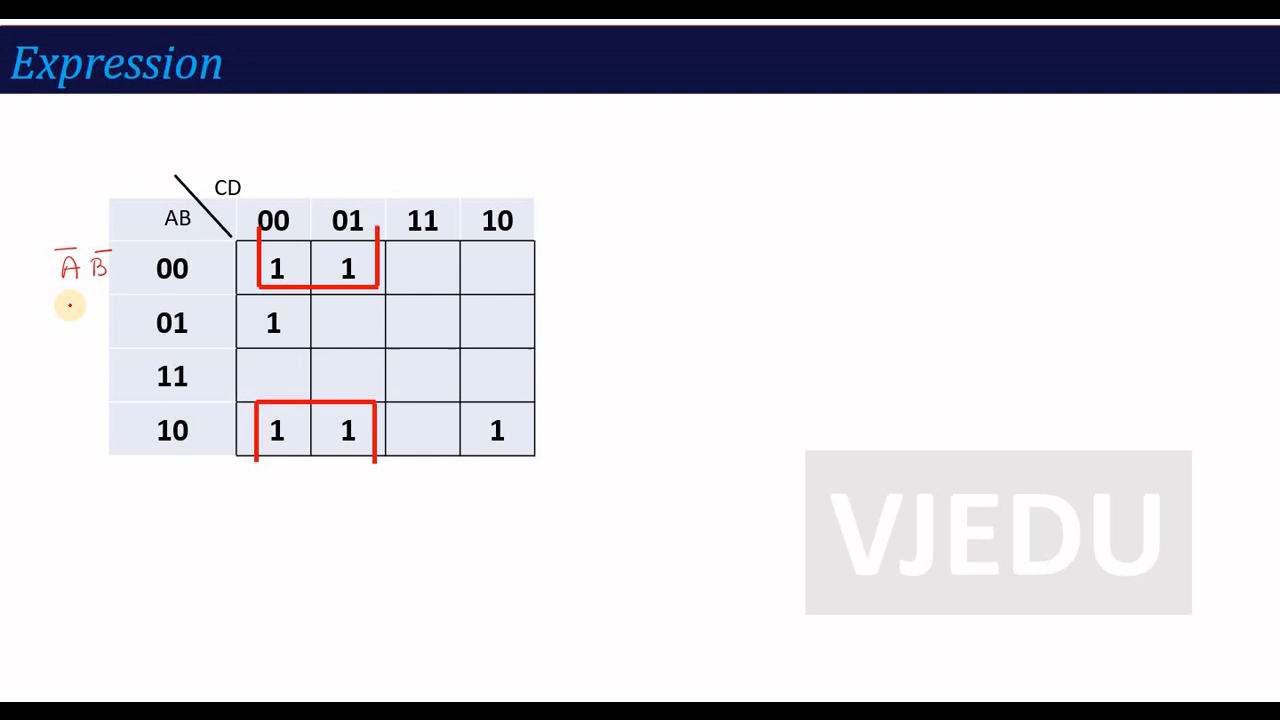 Expression
CD
AB 00 01 11 10
A̅ B̅ 00 1 1
01 1
11
10 1 1 1
VJEDU